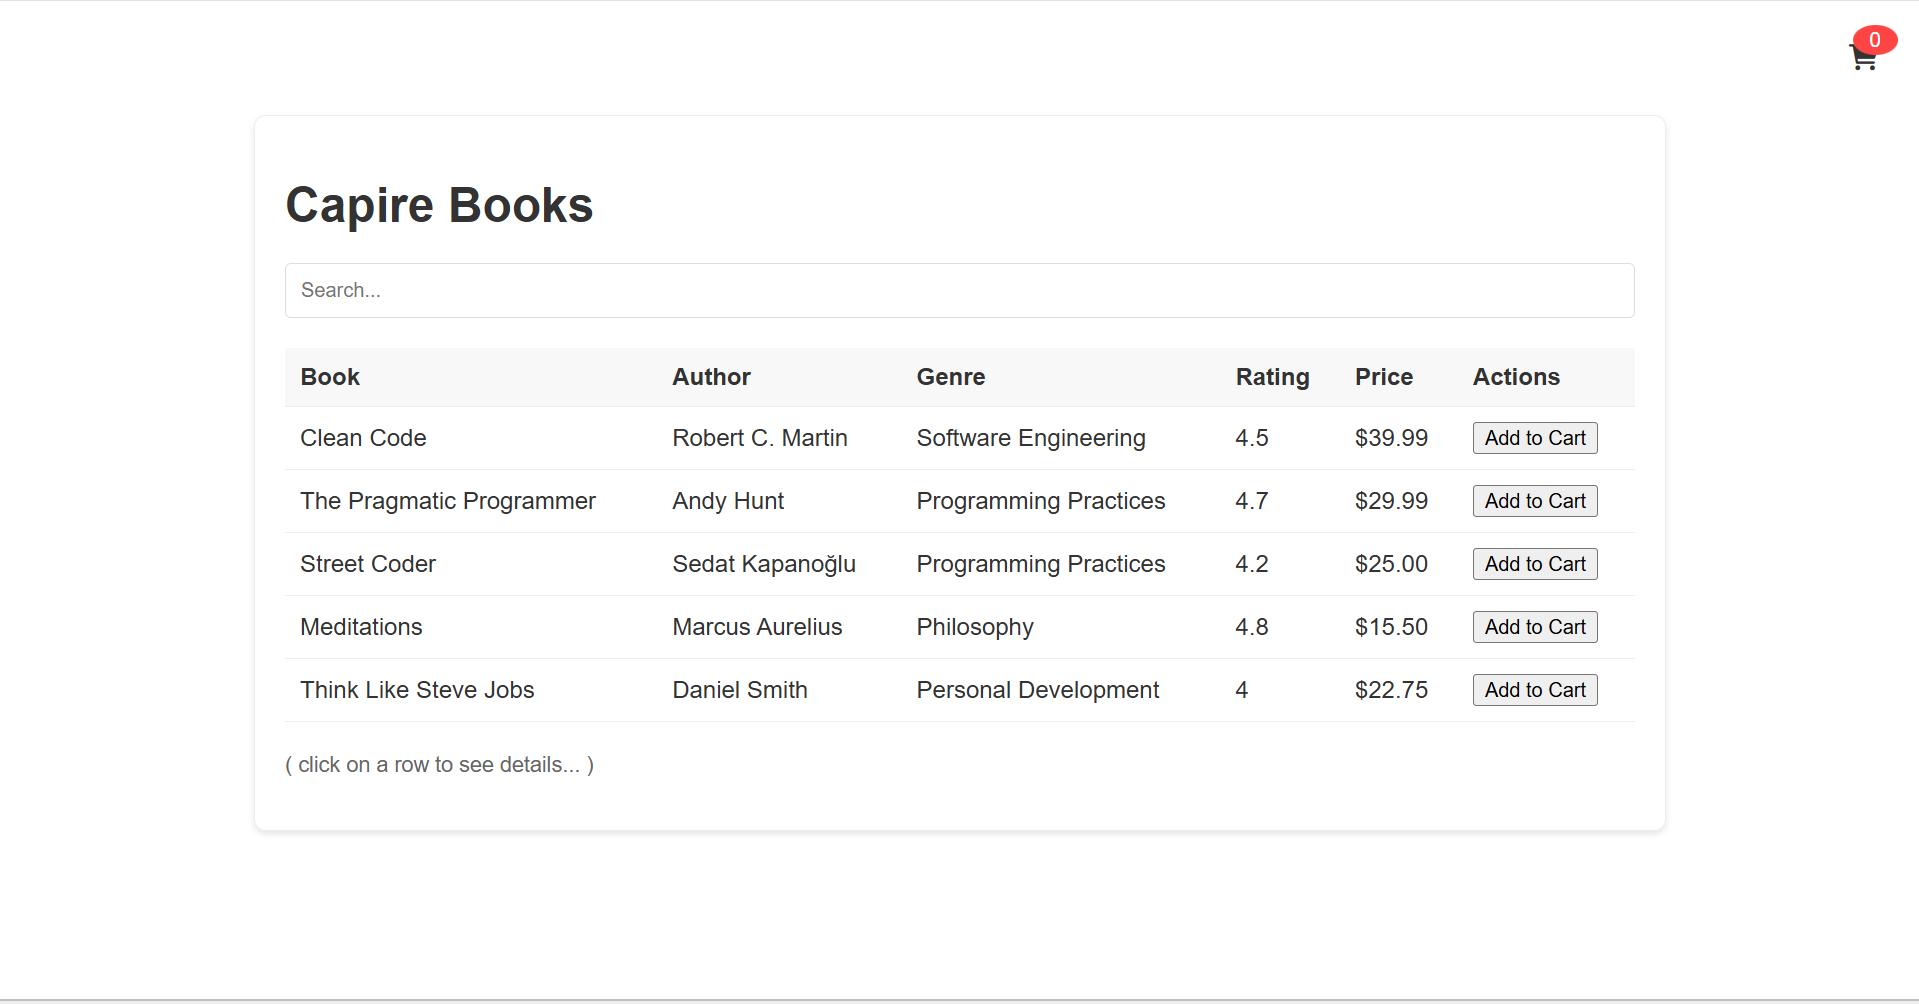 0
Capire Books
Search...
Book Author Genre Rating Price Actions
Clean Code Robert C. Martin Software Engineering 4.5 $39.99 Add to Cart
The Pragmatic Programmer Andy Hunt Programming Practices 4.7 $29.99 Add to Cart
Street Coder Sedat Kapanoğlu Programming Practices 4.2 $25.00 Add to Cart
Meditations Marcus Aurelius Philosophy 4.8 $15.50 Add to Cart
Think Like Steve Jobs Daniel Smith Personal Development 4 $22.75 Add to Cart
( click on a row to see details... )